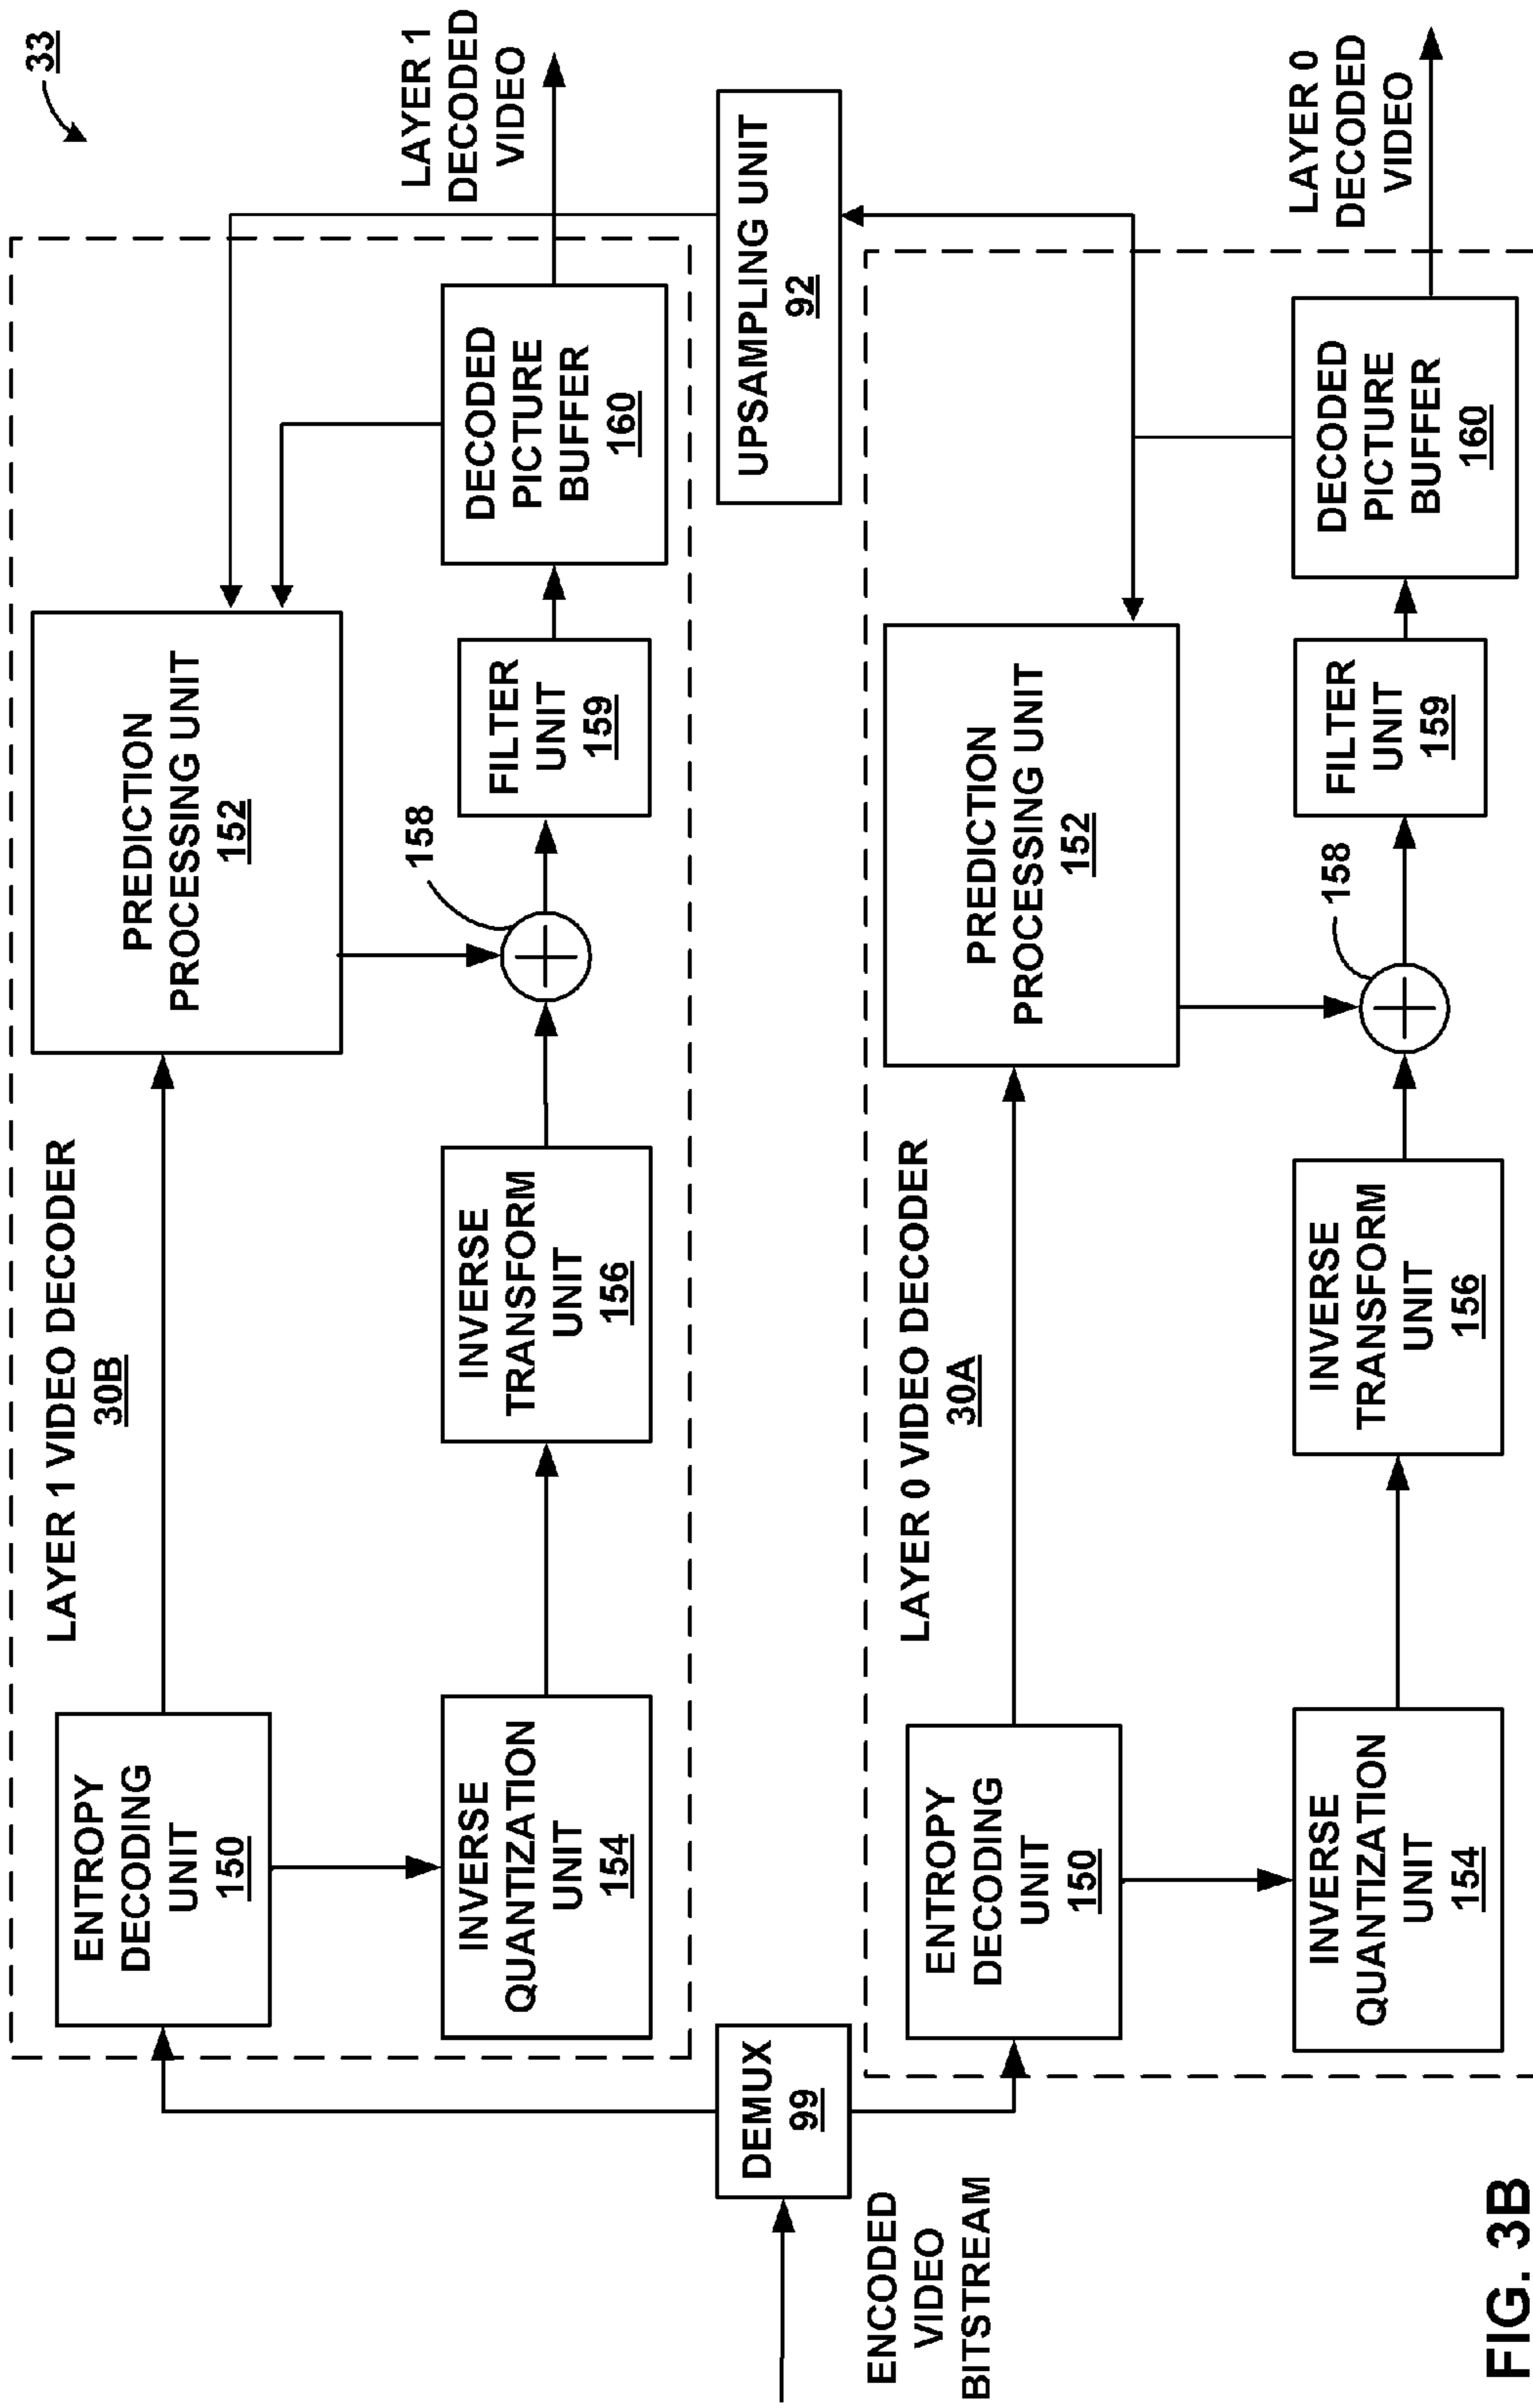 33
LAYER 1 VIDEO DECODER
30B
ENTROPY
DECODING
UNIT
150
PREDICTION
PROCESSING UNIT
152
INVERSE
QUANTIZATION
UNIT
154
INVERSE
TRANSFORM
UNIT
156
158
FILTER
UNIT
159
DECODED
PICTURE
BUFFER
160
LAYER 1
DECODED
VIDEO
DEMUX
99
ENCODED
VIDEO
BITSTREAM
UPSAMPLING UNIT
92
LAYER 0 VIDEO DECODER
30A
ENTROPY
DECODING
UNIT
150
PREDICTION
PROCESSING UNIT
152
INVERSE
QUANTIZATION
UNIT
154
INVERSE
TRANSFORM
UNIT
156
158
FILTER
UNIT
159
DECODED
PICTURE
BUFFER
160
LAYER 0
DECODED
VIDEO
FIG. 3B